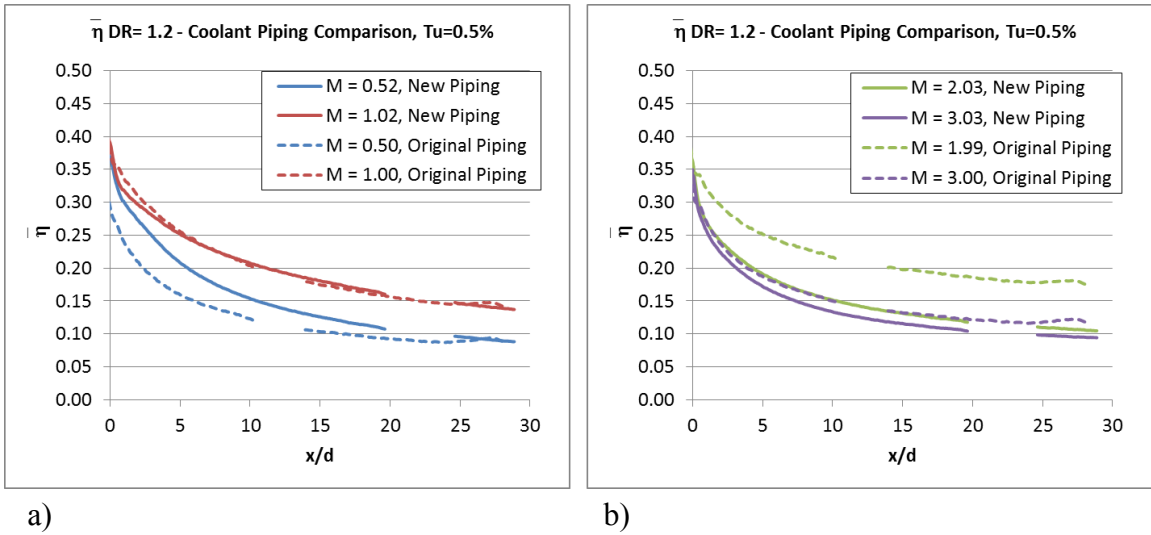 η̅ DR= 1.2 - Coolant Piping Comparison, Tu=0.5%
0.50
0.45
0.40
0.35
0.30
0.25
0.20
0.15
0.10
0.05
0.00
η̅
M = 0.52, New Piping
M = 1.02, New Piping
M = 0.50, Original Piping
M = 1.00, Original Piping
0 5 10 15 20 25 30
x/d
a)
η̅ DR= 1.2 - Coolant Piping Comparison, Tu=0.5%
0.50
0.45
0.40
0.35
0.30
0.25
0.20
0.15
0.10
0.05
0.00
η̅
M = 2.03, New Piping
M = 3.03, New Piping
M = 1.99, Original Piping
M = 3.00, Original Piping
0 5 10 15 20 25 30
x/d
b)